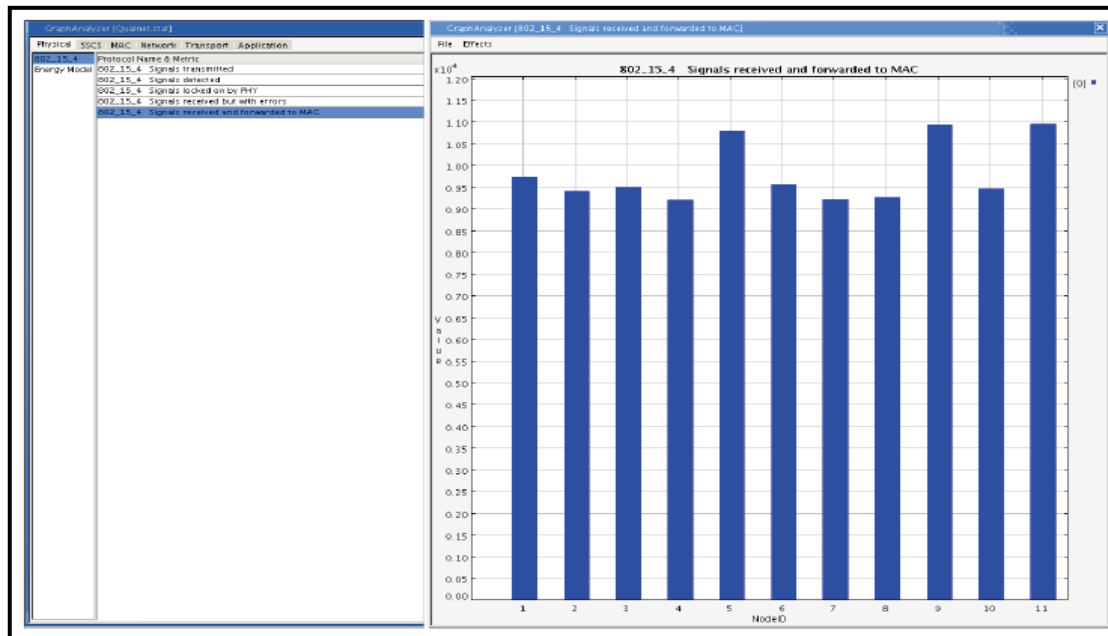 GraphAnalyzer [Qualnet.stat]
Physical SSCS MAC Network Transport Application
802_15_4 Protocol Name & Metric
Energy Model 802_15_4 Signals transmitted
802_15_4 Signals detected
802_15_4 Signals locked on by PHY
802_15_4 Signals received but with errors
802_15_4 Signals received and forwarded to MAC
GraphAnalyzer [802_15_4 Signals received and forwarded to MAC]
File Effects
x10^4
802_15_4 Signals received and forwarded to MAC
[0]
1.20
1.15
1.10
1.05
1.00
0.95
0.90
0.85
0.80
0.75
0.70
0.65
0.60
0.55
0.50
0.45
0.40
0.35
0.30
0.25
0.20
0.15
0.10
0.05
0.00
Value
1 2 3 4 5 6 7 8 9 10 11
NodeID